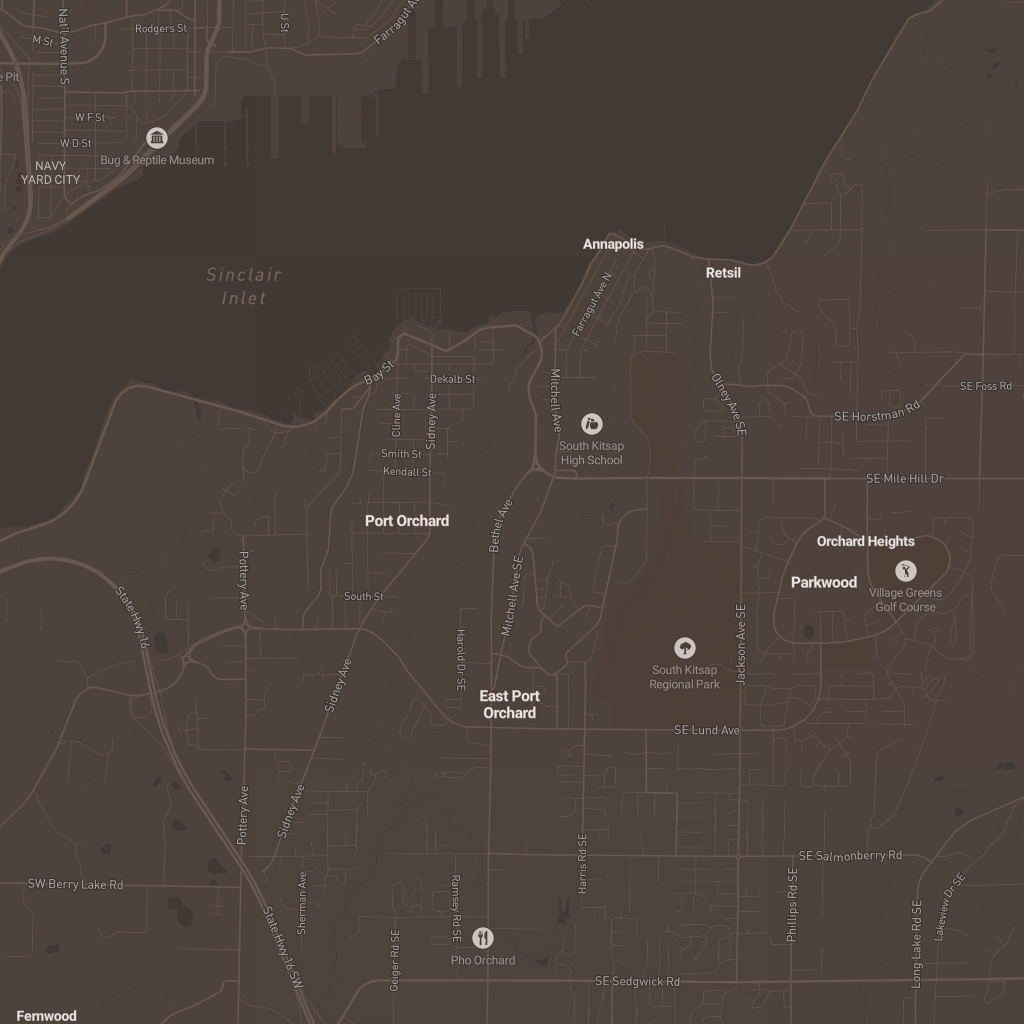 Rodgers St
M St
Nat'l Avenue S
U St
Farragut A
e Pit
W F St
W D St
Bug & Reptile Museum
NAVY
YARD CITY
Annapolis
Retsil
Sinclair
Inlet
Farragut Ave N
Bay St
Dekalb St
Cline Ave
Sidney Ave
Mitchell Ave
Olney Ave SE
SE Foss Rd
SE Horstman Rd
South Kitsap
High School
Smith St
Kendall St
SE Mile Hill Dr
Port Orchard
Bethel Ave
Orchard Heights
Parkwood
Village Greens
Golf Course
Pottery Ave
State Hwy 16
South St
Mitchell Ave SE
Harold Dr SE
Jackson Ave SE
Sidney Ave
South Kitsap
Regional Park
East Port
Orchard
SE Lund Ave
Pottery Ave
Sidney Ave
Harris Rd SE
SE Salmonberry Rd
SW Berry Lake Rd
Sherman Ave
Ramsey Rd SE
Phillips Rd SE
Long Lake Rd SE
Lakeview Dr SE
State Hwy 16 SW
Geiger Rd SE
Pho Orchard
SE Sedgwick Rd
Fernwood